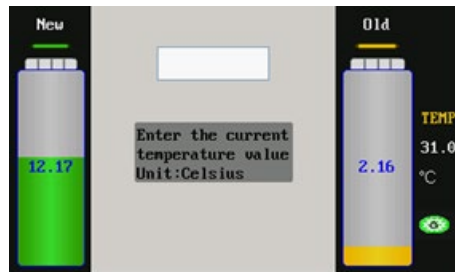 New
Old
Enter the current
temperature value
Unit:Celsius
12.17
2.16
TEMP
31.0
°C